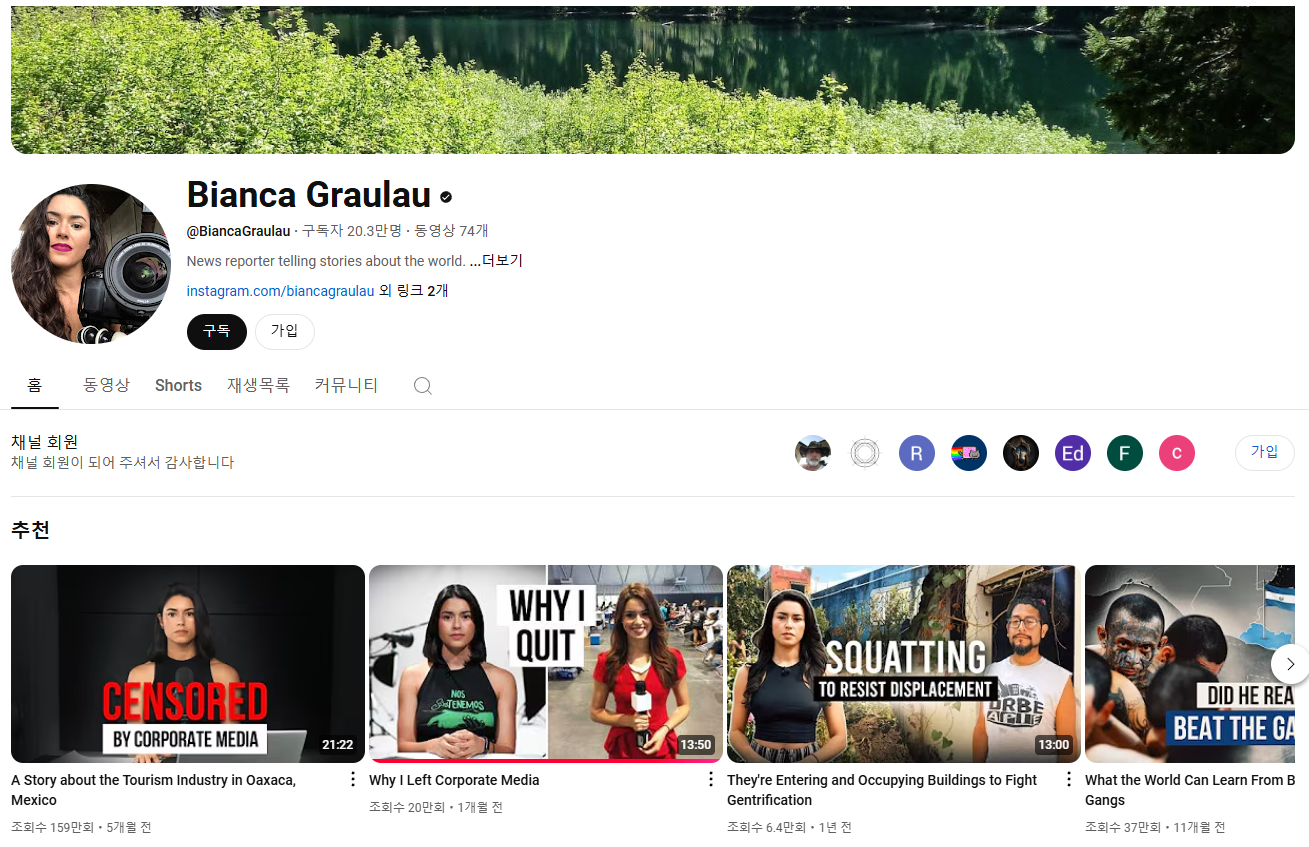 Bianca Graulau
@BiancaGraulau · 구독자 20.3만명 · 동영상 74개
News reporter telling stories about the world. ...더보기
instagram.com/biancagraulau 외 링크 2개
구독 가입
홈 동영상 Shorts 재생목록 커뮤니티
채널 회원
채널 회원이 되어 주셔서 감사합니다
R Ed F c 가입
추천
CENSORED
BY CORPORATE MEDIA
21:22
WHY I
QUIT
NOS
TENEMOS
13:50
SQUATTING
TO RESIST DISPLACEMENT
13:00
DID HE REA
BEAT THE GA
A Story about the Tourism Industry in Oaxaca,
Mexico
조회수 159만회 • 5개월 전
Why I Left Corporate Media
조회수 20만회 • 1개월 전
They're Entering and Occupying Buildings to Fight
Gentrification
조회수 6.4만회 • 1년 전
What the World Can Learn From B
Gangs
조회수 37만회 • 11개월 전